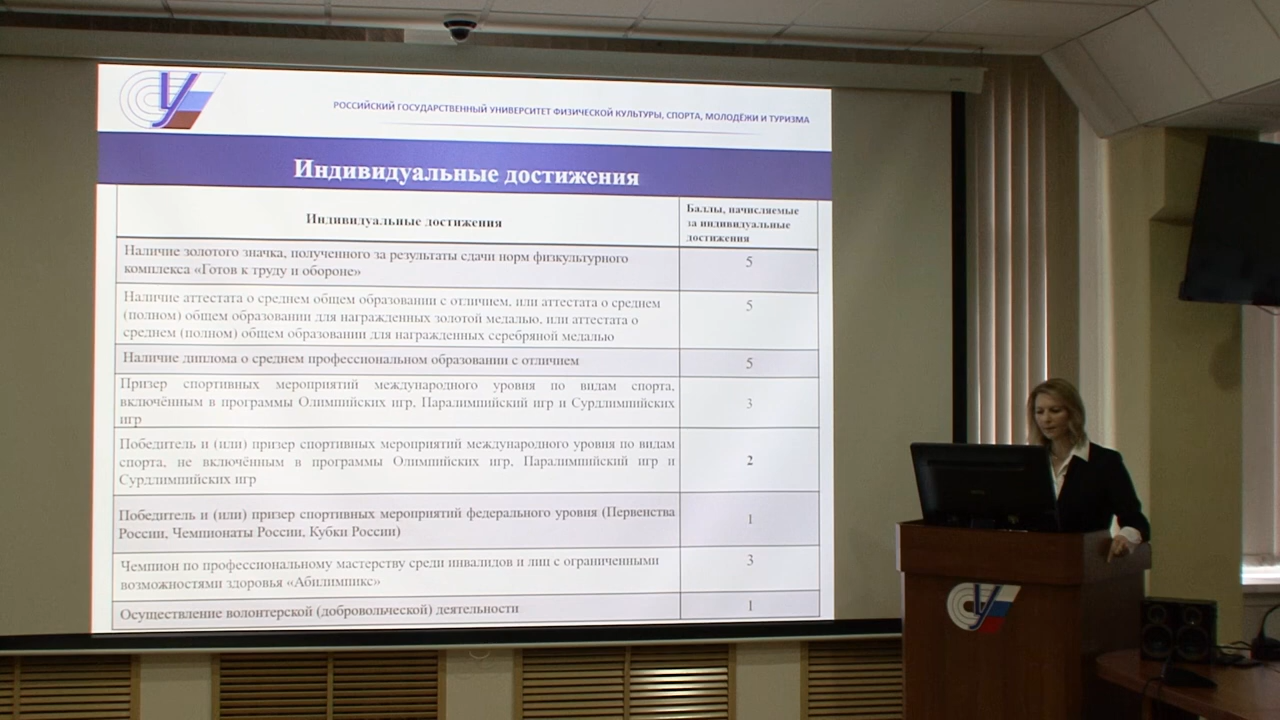 РОССИЙСКИЙ ГОСУДАРСТВЕННЫЙ УНИВЕРСИТЕТ ФИЗИЧЕСКОЙ КУЛЬТУРЫ, СПОРТА, МОЛОДЁЖИ И ТУРИЗМА
Индивидуальные достижения
Индивидуальные достижения
Баллы, начисляемые
за индивидуальные
достижения
Наличие золотого значка, полученного за результаты сдачи норм физкультурного
комплекса «Готов к труду и обороне»
5
Наличие аттестата о среднем общем образовании с отличием, или аттестата о среднем
(полном) общем образовании для награжденных золотой медалью, или аттестата о
среднем (полном) общем образовании для награжденных серебряной медалью
5
Наличие диплома о среднем профессиональном образовании с отличием
5
Призер спортивных мероприятий международного уровня по видам спорта,
включённым в программы Олимпийских игр, Паралимпийский игр и Сурдлимпийских
игр
3
Победитель и (или) призер спортивных мероприятий международного уровня по видам
спорта, не включённым в программы Олимпийских игр, Паралимпийский игр и
Сурдлимпийских игр
2
Победитель и (или) призер спортивных мероприятий федерального уровня (Первенства
России, Чемпионаты России, Кубки России)
1
Чемпион по профессиональному мастерству среди инвалидов и лиц с ограниченными
возможностями здоровья «Абилимпикс»
3
Осуществление волонтерской (добровольческой) деятельности
1